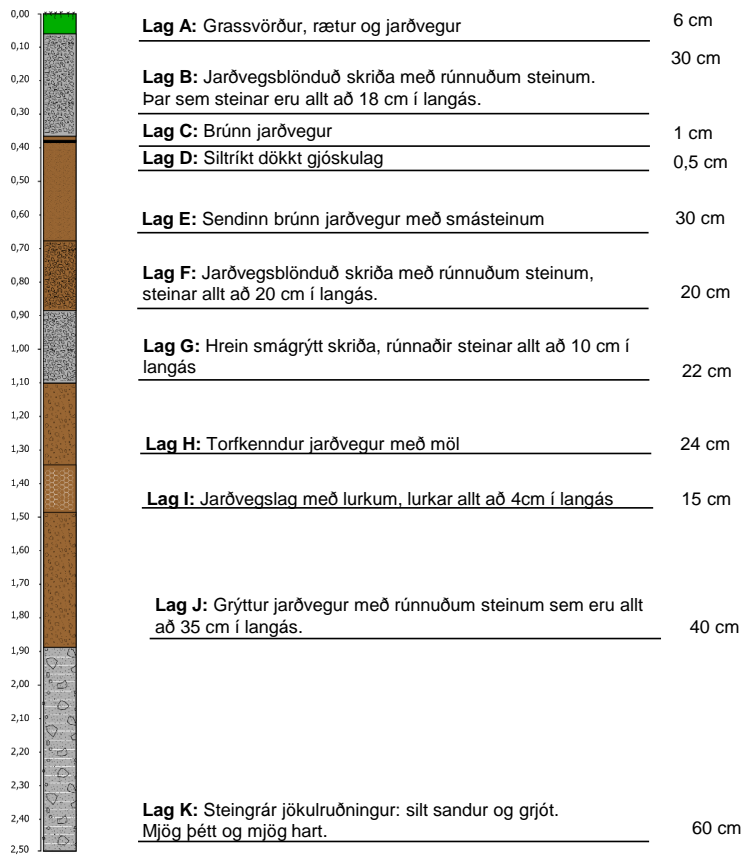 0,00
0,10
0,20
0,30
0,40
0,50
0,60
0,70
0,80
0,90
1,00
1,10
1,20
1,30
1,40
1,50
1,60
1,70
1,80
1,90
2,00
2,10
2,20
2,30
2,40
2,50
Lag A: Grassvörður, rætur og jarðvegur 6 cm
Lag B: Jarðvegsblönduð skriða með rúnnuðum steinum. 30 cm
Þar sem steinar eru allt að 18 cm í langás.
Lag C: Brúnn jarðvegur 1 cm
Lag D: Siltríkt dökkt gjóskulag 0,5 cm
Lag E: Sendinn brúnn jarðvegur með smásteinum 30 cm
Lag F: Jarðvegsblönduð skriða með rúnnuðum steinum,
steinar allt að 20 cm í langás. 20 cm
Lag G: Hrein smágrýtt skriða, rúnnaðir steinar allt að 10 cm í
langás 22 cm
Lag H: Torfkenndur jarðvegur með möl 24 cm
Lag I: Jarðvegslag með lurkum, lurkar allt að 4cm í langás 15 cm
Lag J: Grýttur jarðvegur með rúnnuðum steinum sem eru allt
að 35 cm í langás. 40 cm
Lag K: Steingrár jökulruðningur: silt sandur og grjót.
Mjög þétt og mjög hart. 60 cm